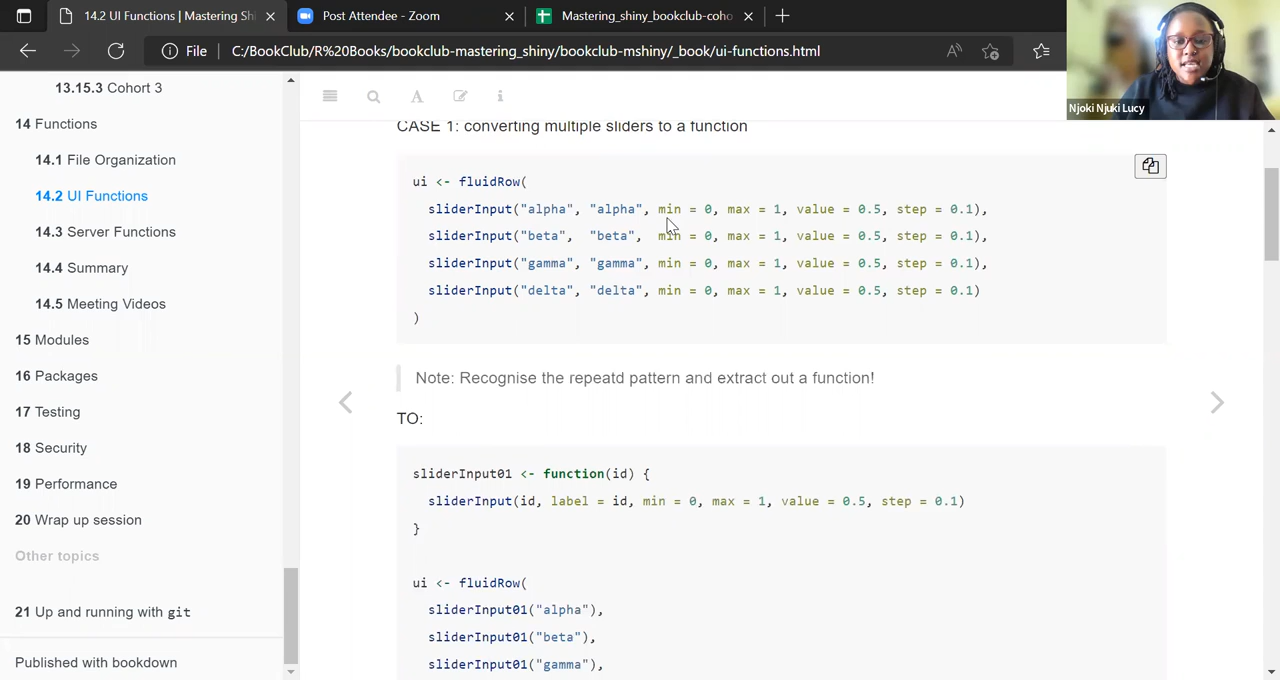 14.2 UI Functions | Mastering Shi
Post Attendee - Zoom
Mastering_shiny_bookclub-coho
File
C:/BookClub/R%20Books/bookclub-mastering_shiny/bookclub-mshiny/_book/ui-functions.html
Njoki Njuki Lucy
13.15.3 Cohort 3
14 Functions
14.1 File Organization
14.2 UI Functions
14.3 Server Functions
14.4 Summary
14.5 Meeting Videos
15 Modules
16 Packages
17 Testing
18 Security
19 Performance
20 Wrap up session
Other topics
21 Up and running with git
Published with bookdown
CASE 1: converting multiple sliders to a function
ui <- fluidRow(
sliderInput("alpha", "alpha", min = 0, max = 1, value = 0.5, step = 0.1),
sliderInput("beta",  "beta",  min = 0, max = 1, value = 0.5, step = 0.1),
sliderInput("gamma", "gamma", min = 0, max = 1, value = 0.5, step = 0.1),
sliderInput("delta", "delta", min = 0, max = 1, value = 0.5, step = 0.1)
)
Note: Recognise the repeatd pattern and extract out a function!
TO:
sliderInput01 <- function(id) {
sliderInput(id, label = id, min = 0, max = 1, value = 0.5, step = 0.1)
}
ui <- fluidRow(
sliderInput01("alpha"),
sliderInput01("beta"),
sliderInput01("gamma"),